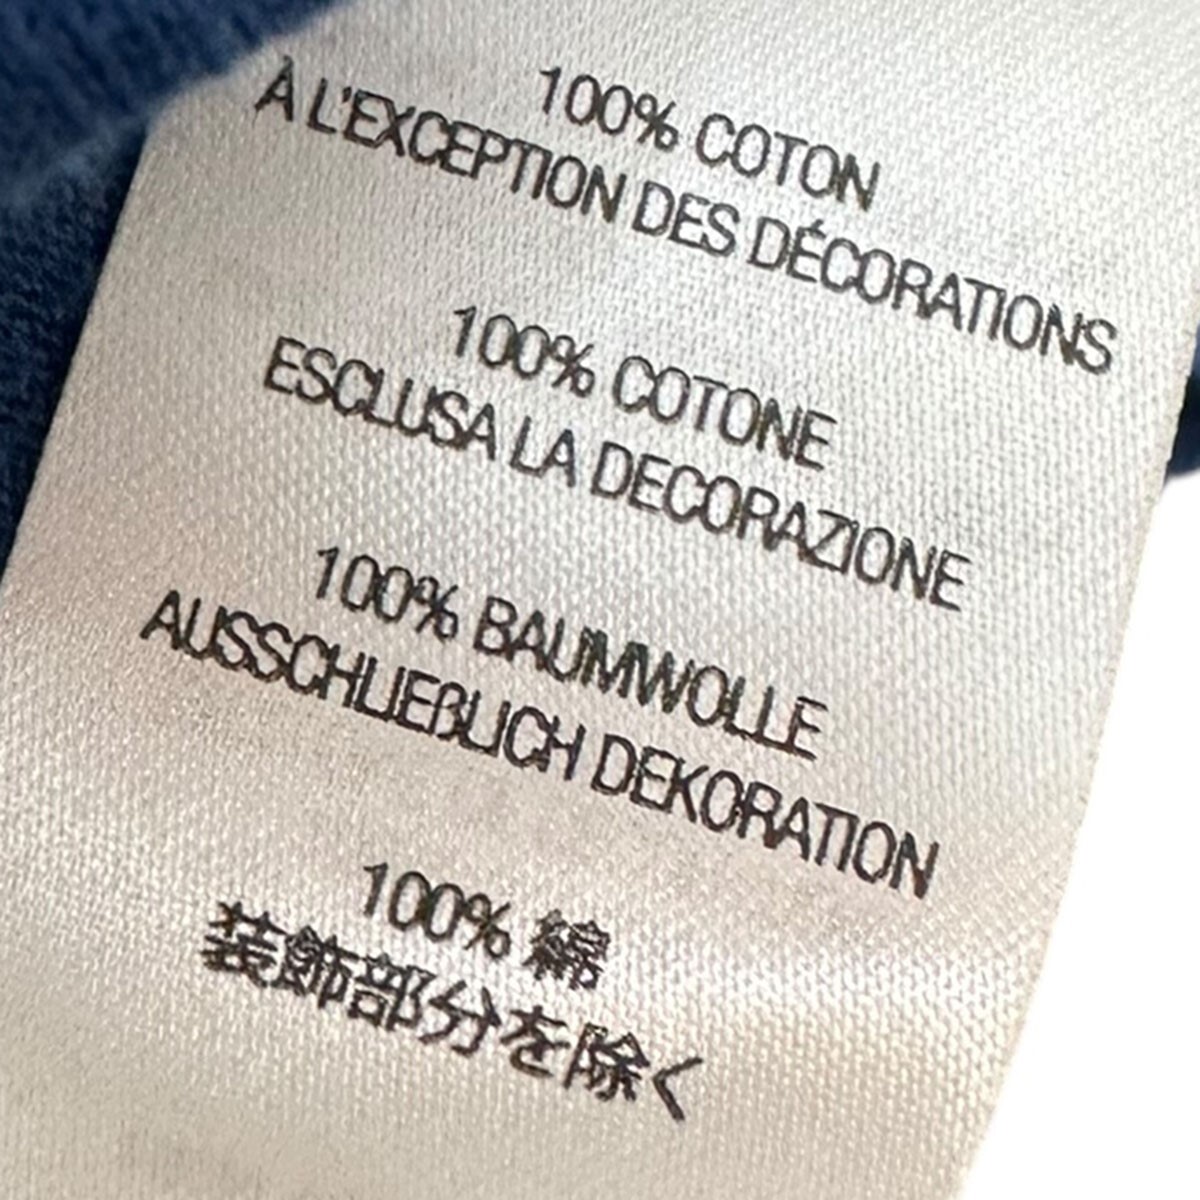 100% COTON
À L'EXCEPTION DES DÉCORATIONS
100% COTONE
ESCLUSA LA DECORAZIONE
100% BAUMWOLLE
AUSSCHLIEßLICH DEKORATION
100% 綿
装飾部分を除く